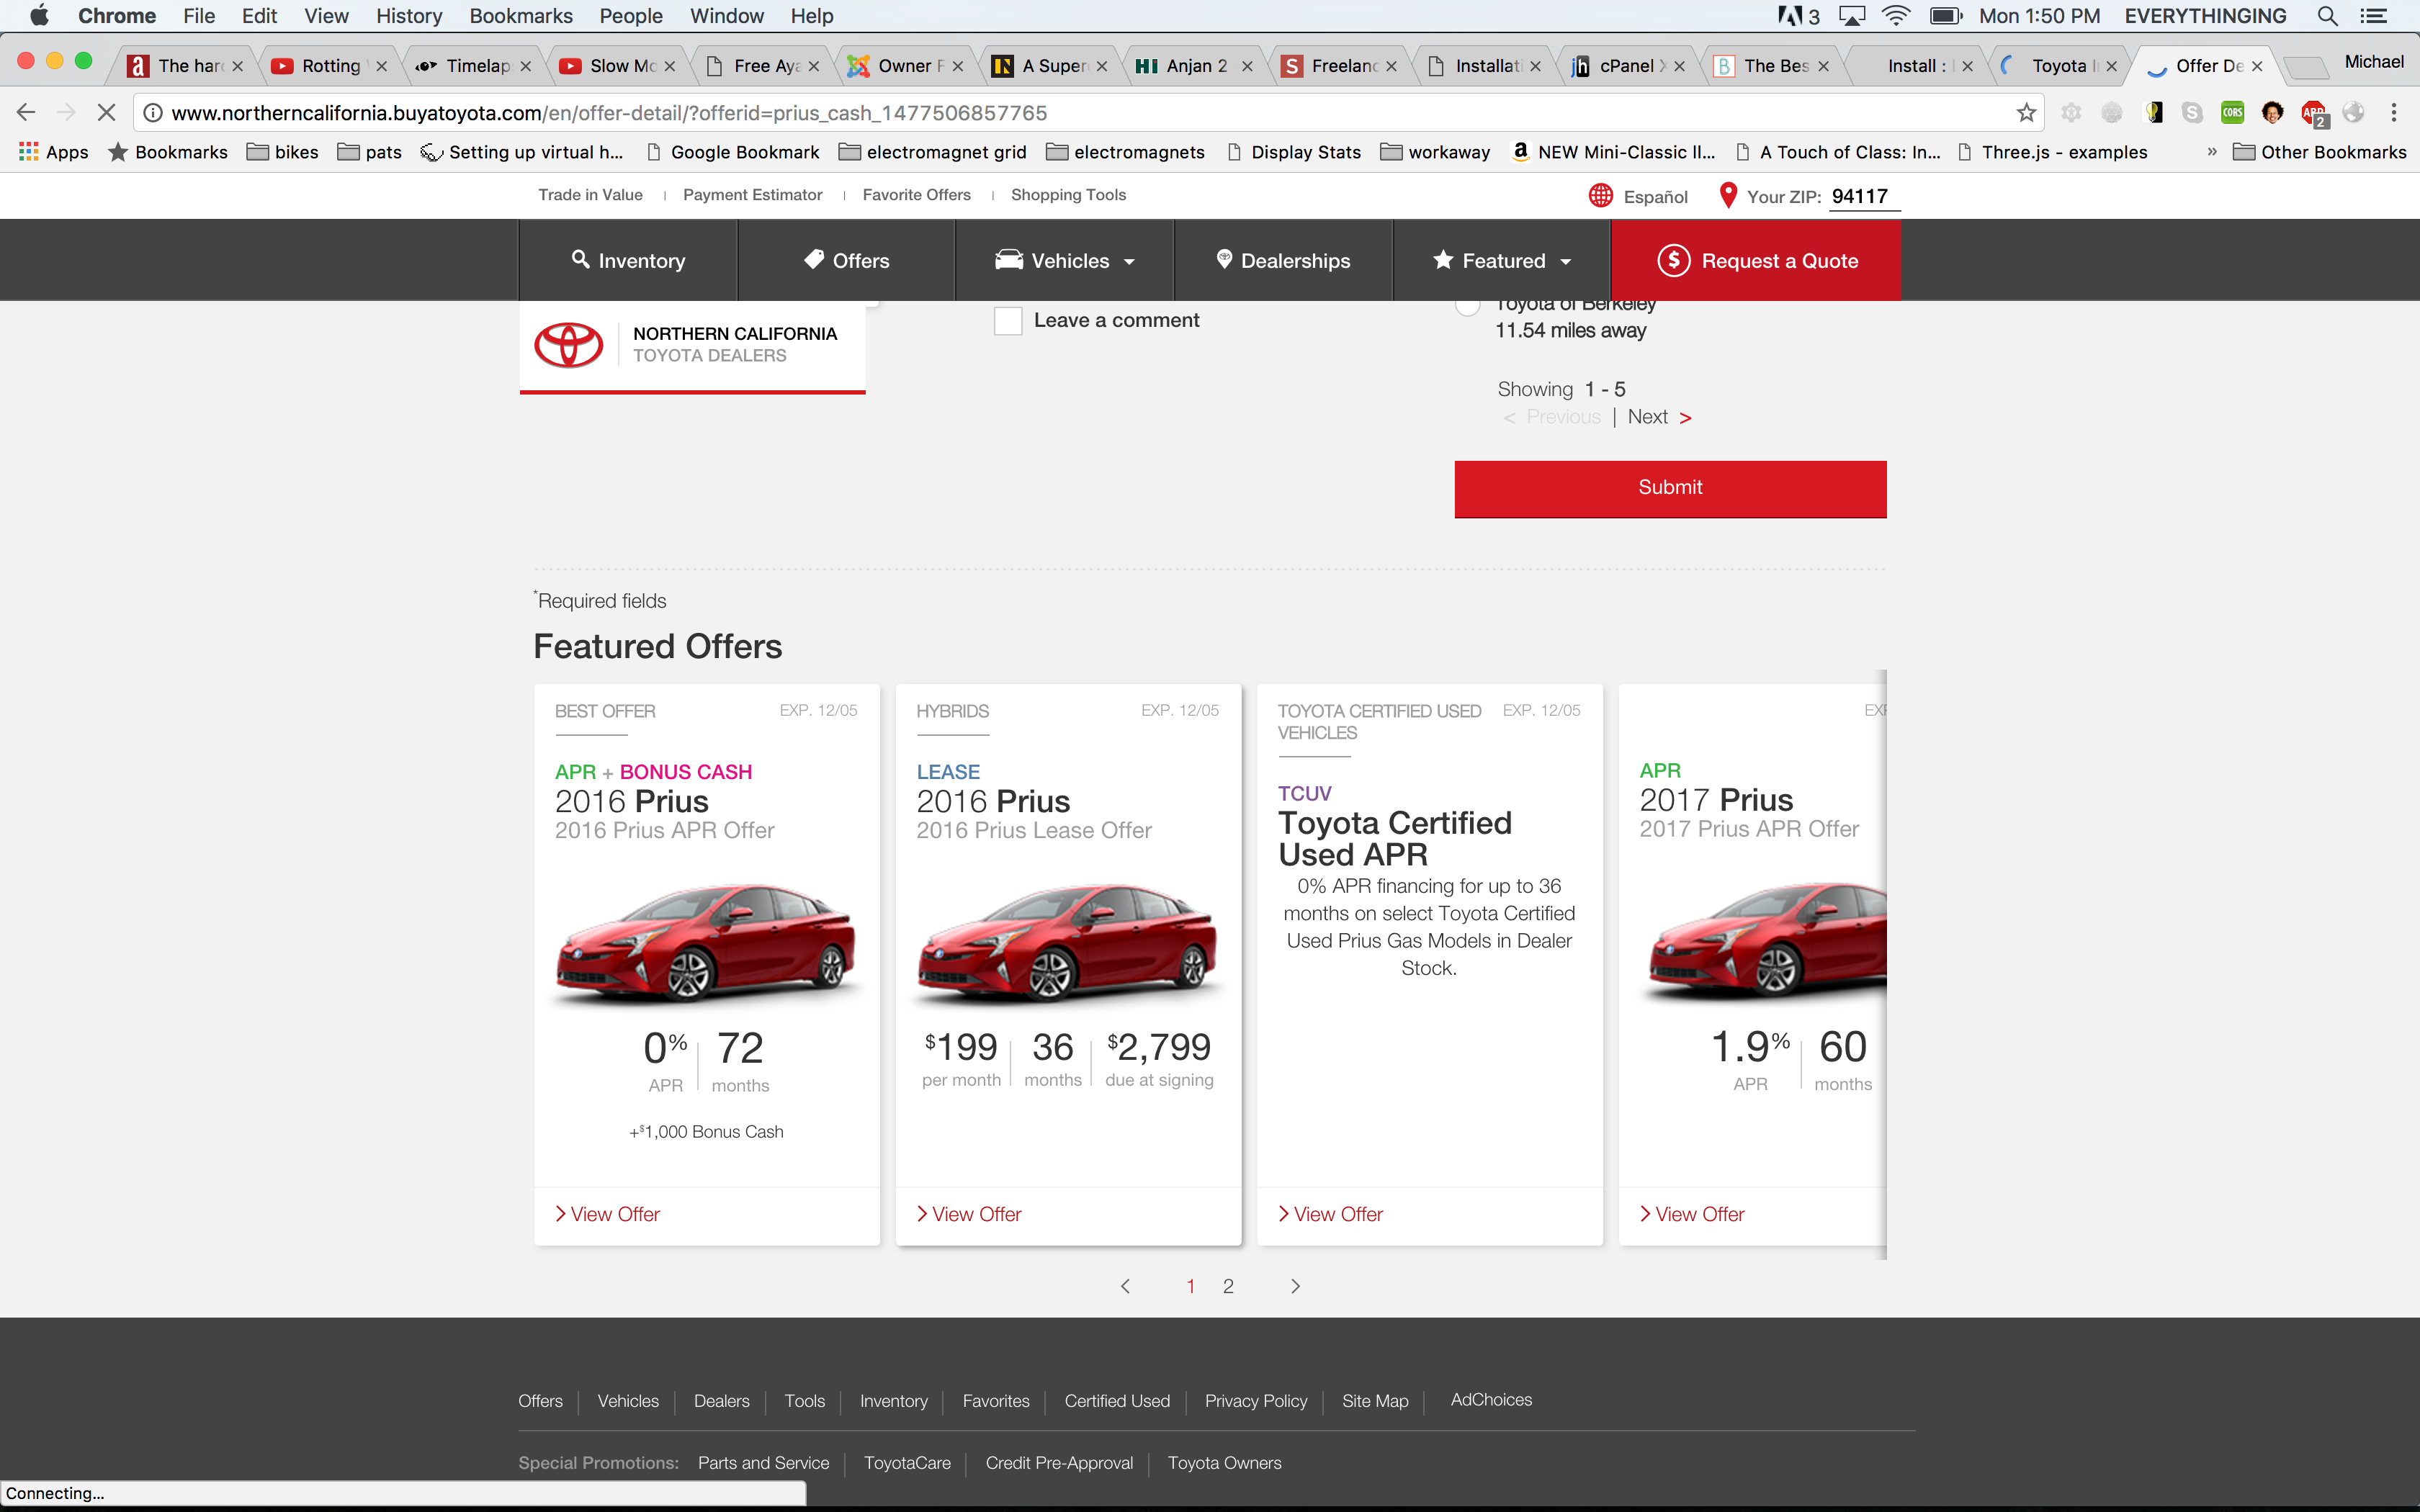 Chrome File Edit View History Bookmarks People Window Help 3 Mon 1:50 PM EVERYTHINGING
The har Rotting Timelap Slow Mo Free Aya Owner F A Super Anjan 2 Freelanc Installati cPanel X The Bes Install : Toyota I Offer De Michael
www.northerncalifornia.buyatoyota.com/en/offer-detail/?offerid=prius_cash_1477506857765
CORS ABP 2
Apps Bookmarks bikes pats Setting up virtual h... Google Bookmark electromagnet grid electromagnets Display Stats workaway NEW Mini-Classic II... A Touch of Class: In... Three.js - examples » Other Bookmarks
Trade in Value Payment Estimator Favorite Offers Shopping Tools Español Your ZIP: 94117
Inventory Offers Vehicles Dealerships Featured Request a Quote
NORTHERN CALIFORNIA
TOYOTA DEALERS
Leave a comment
Toyota of Berkeley
11.54 miles away
Showing 1 - 5
< Previous | Next >
Submit
*Required fields
Featured Offers
BEST OFFER EXP. 12/05
APR + BONUS CASH
2016 Prius
2016 Prius APR Offer
0% 72
APR months
+$1,000 Bonus Cash
> View Offer
HYBRIDS EXP. 12/05
LEASE
2016 Prius
2016 Prius Lease Offer
$199 36 $2,799
per month months due at signing
> View Offer
TOYOTA CERTIFIED USED EXP. 12/05
VEHICLES
TCUV
Toyota Certified
Used APR
0% APR financing for up to 36
months on select Toyota Certified
Used Prius Gas Models in Dealer
Stock.
> View Offer
EXP
APR
2017 Prius
2017 Prius APR Offer
1.9% 60
APR months
> View Offer
< 1 2 >
Offers Vehicles Dealers Tools Inventory Favorites Certified Used Privacy Policy Site Map AdChoices
Special Promotions: Parts and Service ToyotaCare Credit Pre-Approval Toyota Owners
Connecting...